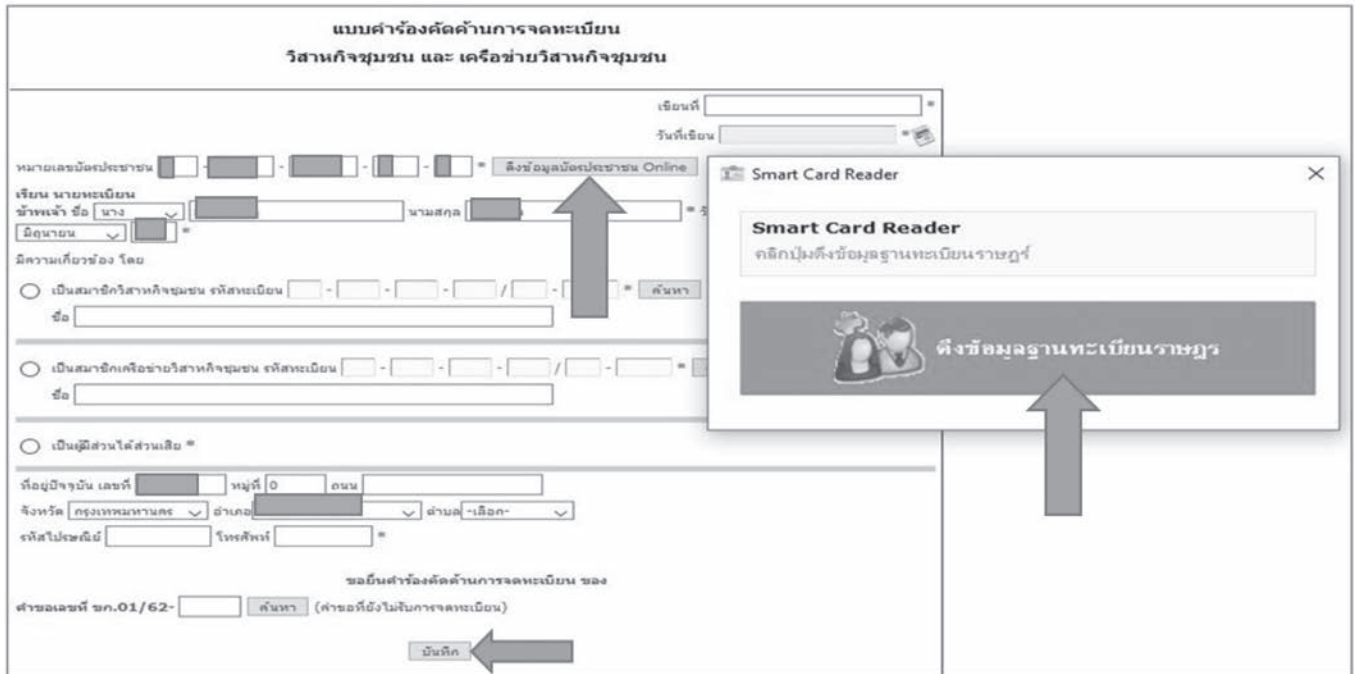 แบบคำร้องคัดค้านการจดทะเบียน
วิสาหกิจชุมชน และ เครือข่ายวิสาหกิจชุมชน
เขียนที่ *
วันที่เขียน *
หมายเลขบัตรประชาชน - - - - * ดึงข้อมูลบัตรประชาชน Online
เรียน นายทะเบียน
ข้าพเจ้า ชื่อ นาง นามสกุล *
มิถุนายน *
มีความเกี่ยวข้อง โดย
เป็นสมาชิกวิสาหกิจชุมชน รหัสทะเบียน - - - / - * ค้นหา
ชื่อ
เป็นสมาชิกเครือข่ายวิสาหกิจชุมชน รหัสทะเบียน - - - / - *
ชื่อ
เป็นผู้มีส่วนได้ส่วนเสีย *
ที่อยู่ปัจจุบัน เลขที่ หมู่ที่ 0 ถนน
จังหวัด กรุงเทพมหานคร อำเภอ ตำบล -เลือก-
รหัสไปรษณีย์ โทรศัพท์ *
ขอยื่นคำร้องคัดค้านการจดทะเบียน ของ
คำขอเลขที่ ขก.01/62- ค้นหา (คำขอที่ยังไม่รับการจดทะเบียน)
บันทึก
Smart Card Reader
Smart Card Reader
คลิกปุ่มดึงข้อมูลฐานทะเบียนราษฎร์
ดึงข้อมูลฐานทะเบียนราษฎร